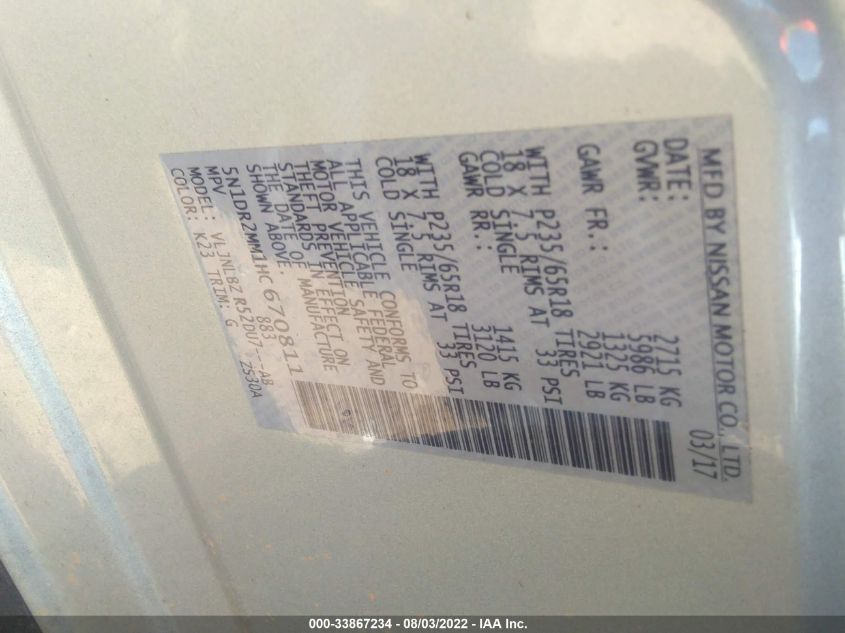 MFD BY NISSAN MOTOR CO., LTD.
DATE: 03/17
GVWR: 2715 KG
5986 LB
GAWR FR.: 1325 KG
2921 LB
WITH P235/65R18 TIRES
18 X 7.5 RIMS AT 33 PSI
COLD SINGLE
GAWR RR.: 1415 KG
3120 LB
WITH P235/65R18 TIRES
18 X 7.5 RIMS AT 33 PSI
COLD SINGLE
THIS VEHICLE CONFORMS TO
ALL APPLICABLE FEDERAL
MOTOR VEHICLE SAFETY AND
THEFT PREVENTION
STANDARDS IN EFFECT ON
THE DATE OF MANUFACTURE
SHOWN ABOVE
5N1DR2MM1HC670811
MPV 883
MODEL: VLJNLBZ R52DU7---AB
COLOR: K23 TRIM: G ZS30A
000-33867234 - 08/03/2022 - IAA Inc.